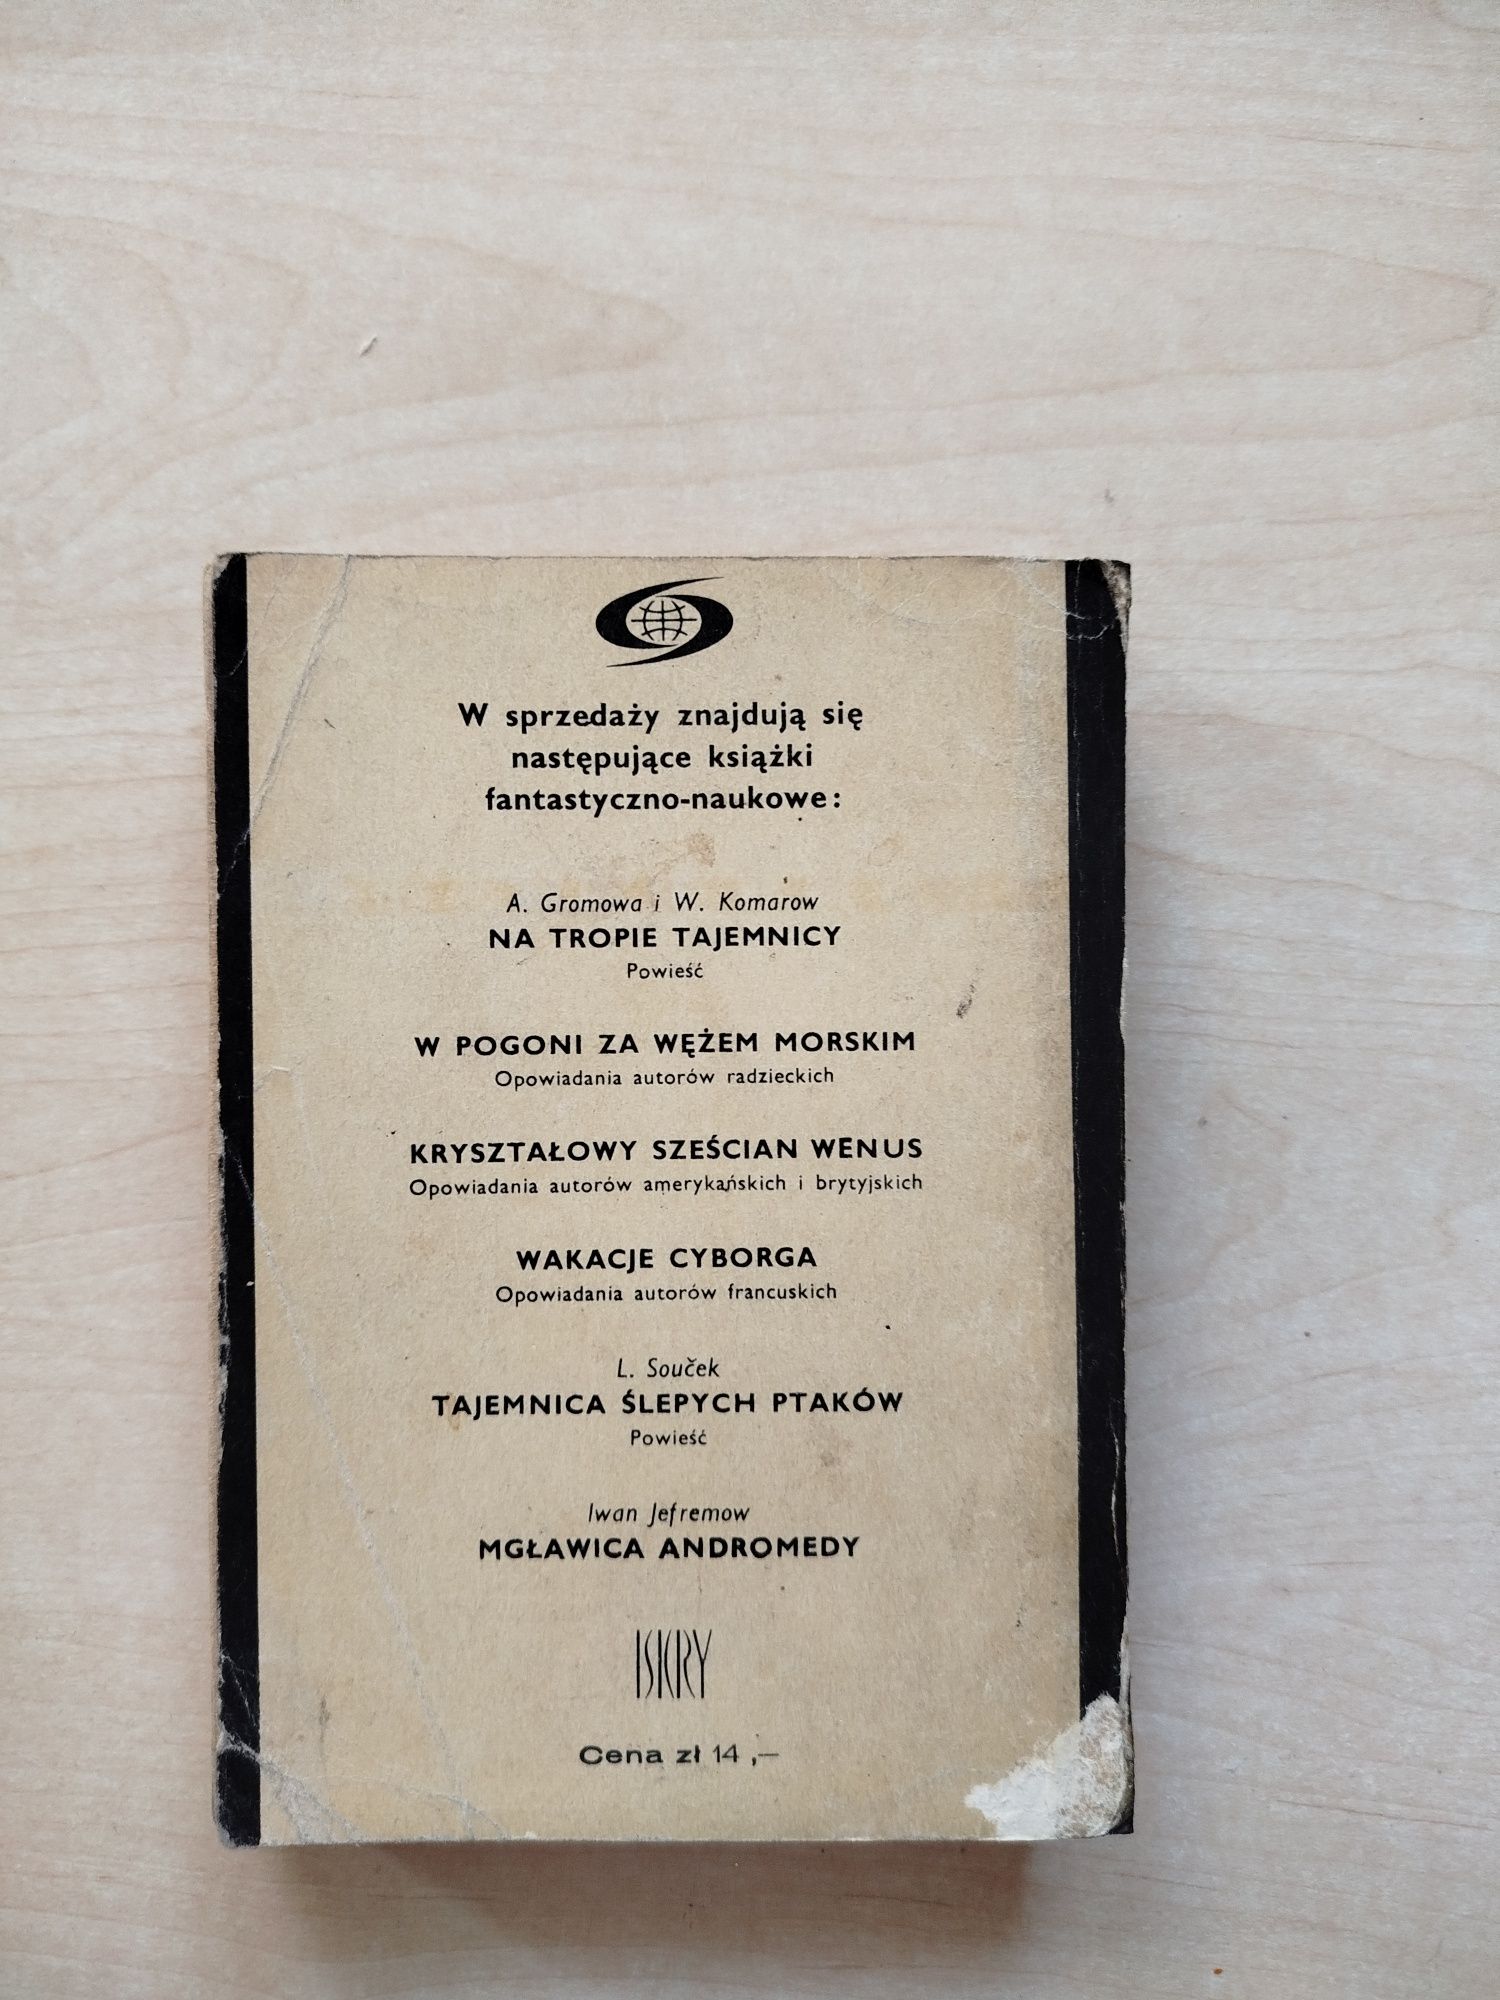 W sprzedaży znajdują się
następujące książki
fantastyczno-naukowe:
A. Gromowa i W. Komarow
NA TROPIE TAJEMNICY
Powieść
W POGONI ZA WĘŻEM MORSKIM
Opowiadania autorów radzieckich
KRYSZTAŁOWY SZEŚCIAN WENUS
Opowiadania autorów amerykańskich i brytyjskich
WAKACJE CYBORGA
Opowiadania autorów francuskich
L. Souček
TAJEMNICA ŚLEPYCH PTAKÓW
Powieść
Iwan Jefremow
MGŁAWICA ANDROMEDY
ISKRY
Cena zł 14,—